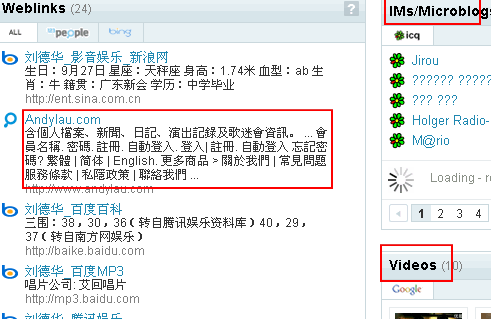 Weblinks (24)
?
ALL
123people
bing
刘德华_影音娱乐_新浪网
生日：9月27日 星座：天秤座 身高：1.74米 血型：ab 生
肖：牛 籍贯：广东新会 学历：中学毕业
http://ent.sina.com.cn
Andylau.com
含個人檔案、新聞、日記、演出記錄及歌迷會資訊。 ... 會
員名稱. 密碼. 註冊. 自動登入. 登入| 註冊. 自動登入 忘記密
碼? 繁體 | 简体 | English. 更多商品 > 關於我們 | 常見問題
服務條款 | 私隱政策 | 聯絡我們 ...
http://www.andylau.com
刘德华_百度百科
三围：38，30，36（转自腾讯娱乐资料库）40，29，
37（转自南方网娱乐）
http://baike.baidu.com
刘德华_百度MP3
唱片公司: 艾回唱片
http://mp3.baidu.com
刘德华_腾讯娱乐
IMs/Microblogs
icq
Jirou
?????? ??????
??? ???
Holger Radio-
M@rio
Loading - r
1 2 3 4
Videos (10)
Google